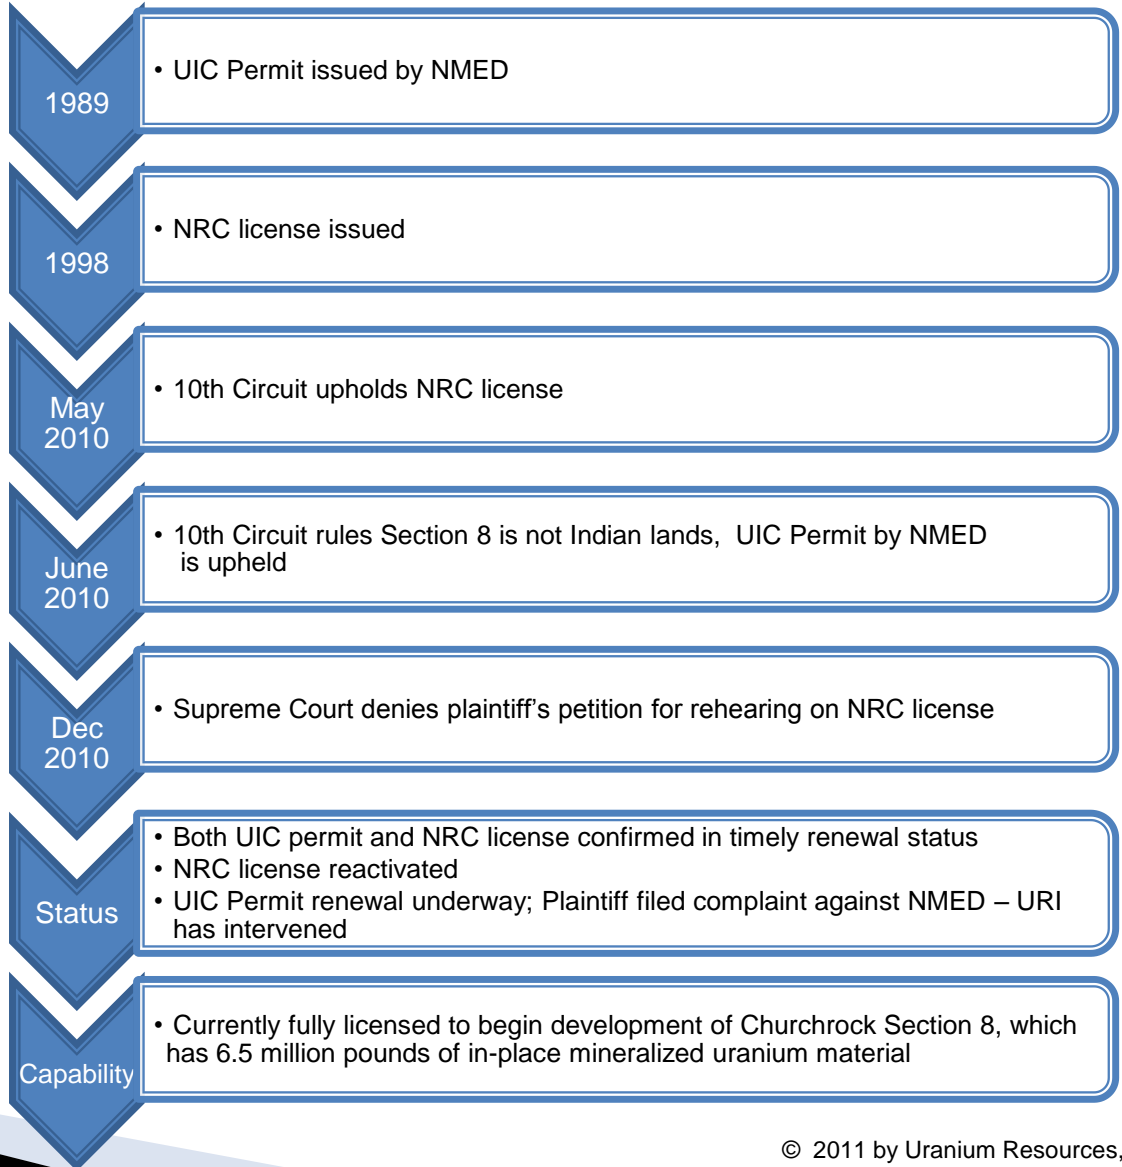 1989
• UIC Permit issued by NMED
1998
• NRC license issued
May
2010
• 10th Circuit upholds NRC license
June
2010
• 10th Circuit rules Section 8 is not Indian lands,  UIC Permit by NMED
is upheld
Dec
2010
• Supreme Court denies plaintiff’s petition for rehearing on NRC license
Status
• Both UIC permit and NRC license confirmed in timely renewal status
• NRC license reactivated
• UIC Permit renewal underway; Plaintiff filed complaint against NMED – URI
has intervened
Capability
• Currently fully licensed to begin development of Churchrock Section 8, which
has 6.5 million pounds of in-place mineralized uranium material
© 2011 by Uranium Resources,